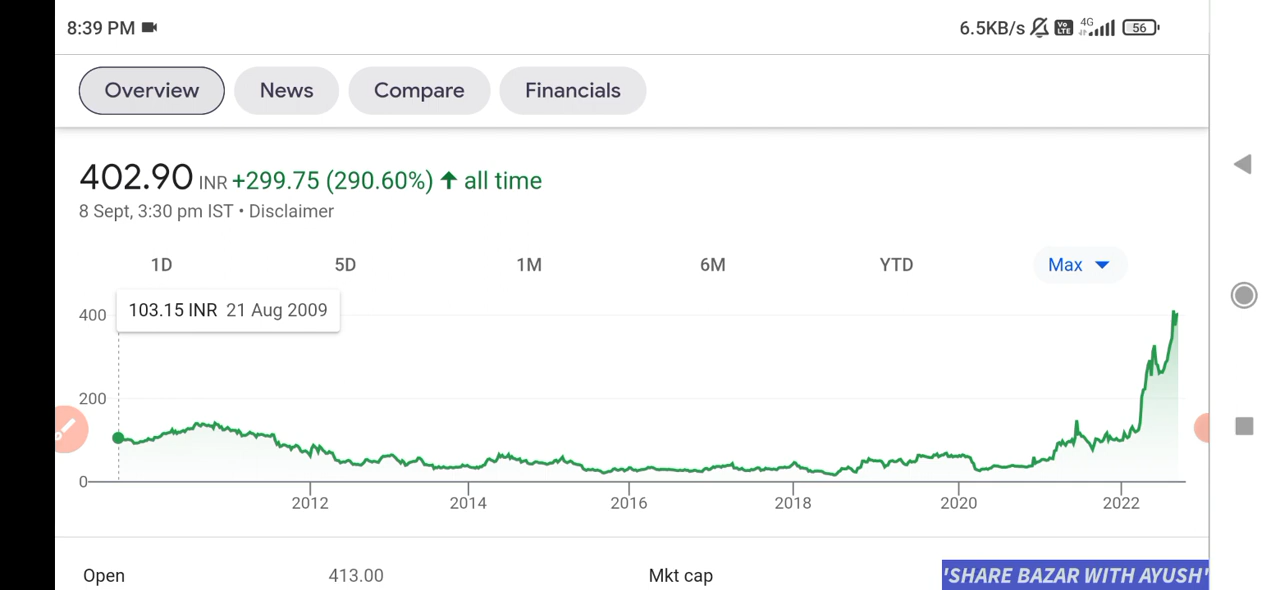 8:39 PM 6.5KB/s Vo LTE 4G 56
Overview News Compare Financials
402.90 INR +299.75 (290.60%) ↑ all time
8 Sept, 3:30 pm IST • Disclaimer
1D 5D 1M 6M YTD Max
103.15 INR 21 Aug 2009
400
200
0
2012 2014 2016 2018 2020 2022
Open 413.00 Mkt cap
'SHARE BAZAR WITH AYUSH'